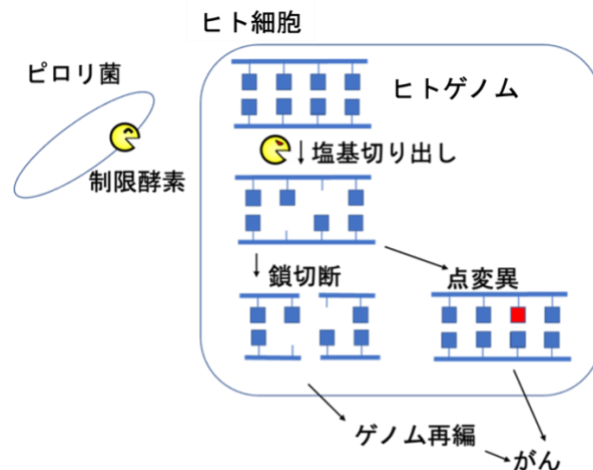 ヒト細胞
ピロリ菌
ヒトゲノム
塩基切り出し
制限酵素
鎖切断
点変異
ゲノム再編
がん